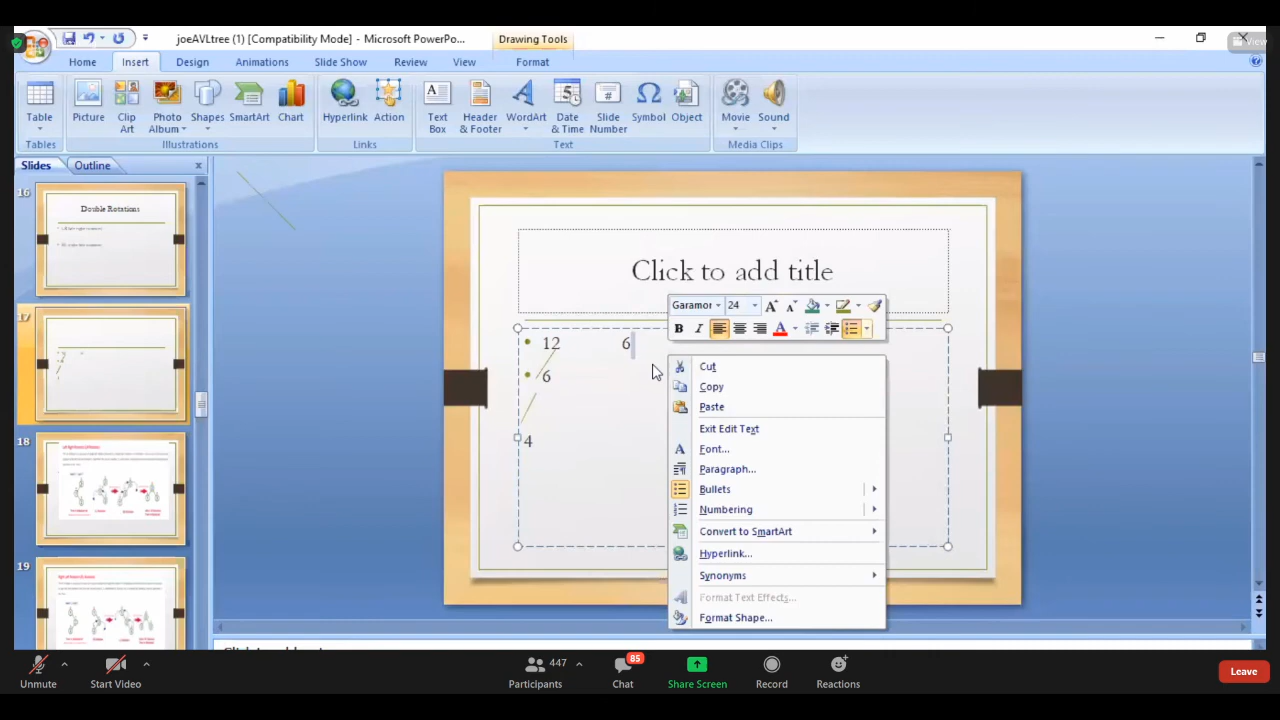 joeAVLtree (1) [Compatibility Mode] - Microsoft PowerPo...
Drawing Tools
View
Home Insert Design Animations Slide Show Review View Format
Table Picture Clip Art Photo Album Shapes SmartArt Chart Hyperlink Action Text Box Header & Footer WordArt Date & Time Slide Number Symbol Object Movie Sound
Tables Illustrations Links Text Media Clips
Slides Outline
16
Double Rotations
17
18
19
Click to add title
Garamor 24
B I A
• 12 6
• 6
4
Cut
Copy
Paste
Exit Edit Text
Font...
Paragraph...
Bullets
Numbering
Convert to SmartArt
Hyperlink...
Synonyms
Format Text Effects...
Format Shape...
Unmute
Start Video
447
Participants
85
Chat
Share Screen
Record
Reactions
Leave